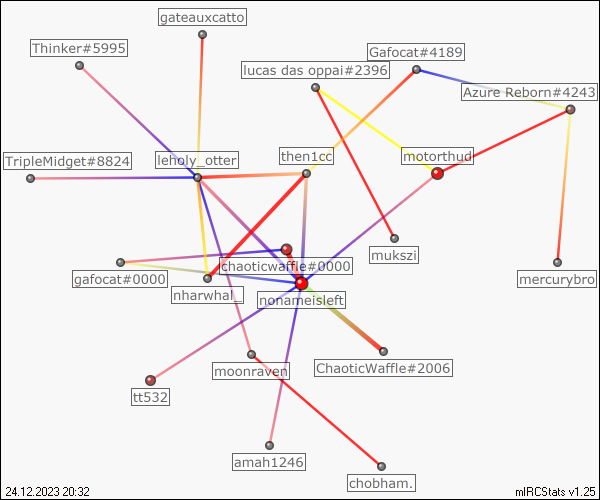 gateauxcatto
Thinker#5995
Gafocat#4189
lucas das oppai#2396
Azure Reborn#4243
TripleMidget#8824
leholy_otter
then1cc
motorthud
mukszi
chaoticwaffle#0000
gafocat#0000
mercurybro
nharwhal_
nonameisleft
ChaoticWaffle#2006
moonraven
tt532
amah1246
chobham.
24.12.2023 20:32
mIRCStats v1.25